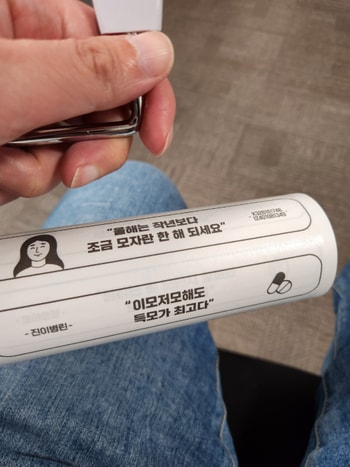 "올해는 작년보다
조금 모자란 한 해 되세요"
"이모저모해도
득모가 최고다"
- 진이병린 -